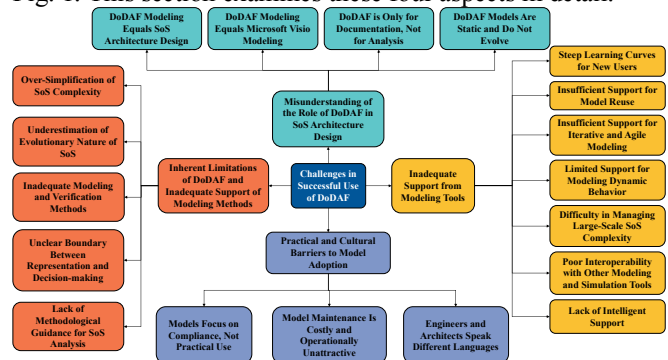 Fig. 1. This section examines these four aspects in detail.
DoDAF Modeling
Equals SoS
Architecture Design
DoDAF Modeling
Equals Microsoft Visio
Modeling
DoDAF is Only for
Documentation, Not
for Analysis
DoDAF Models Are
Static and Do Not
Evolve
Misunderstanding of
the Role of DoDAF in
SoS Architecture
Design
Over-Simplification of
SoS Complexity
Underestimation of
Evolutionary Nature of
SoS
Inadequate Modeling
and Verification
Methods
Unclear Boundary
Between
Representation and
Decision-making
Lack of
Methodological
Guidance for SoS
Analysis
Inherent Limitations
of DoDAF and
Inadequate Support of
Modeling Methods
Challenges in
Successful Use
of DoDAF
Inadequate
Support from
Modeling Tools
Steep Learning Curves
for New Users
Insufficient Support for
Model Reuse
Insufficient Support for
Iterative and Agile
Modeling
Limited Support for
Modeling Dynamic
Behavior
Difficulty in Managing
Large-Scale SoS
Complexity
Poor Interoperability
with Other Modeling
and Simulation Tools
Lack of Intelligent
Support
Practical and Cultural
Barriers to Model
Adoption
Models Focus on
Compliance, Not
Practical Use
Model Maintenance Is
Costly and
Operationally
Unattractive
Engineers and
Architects Speak
Different Languages